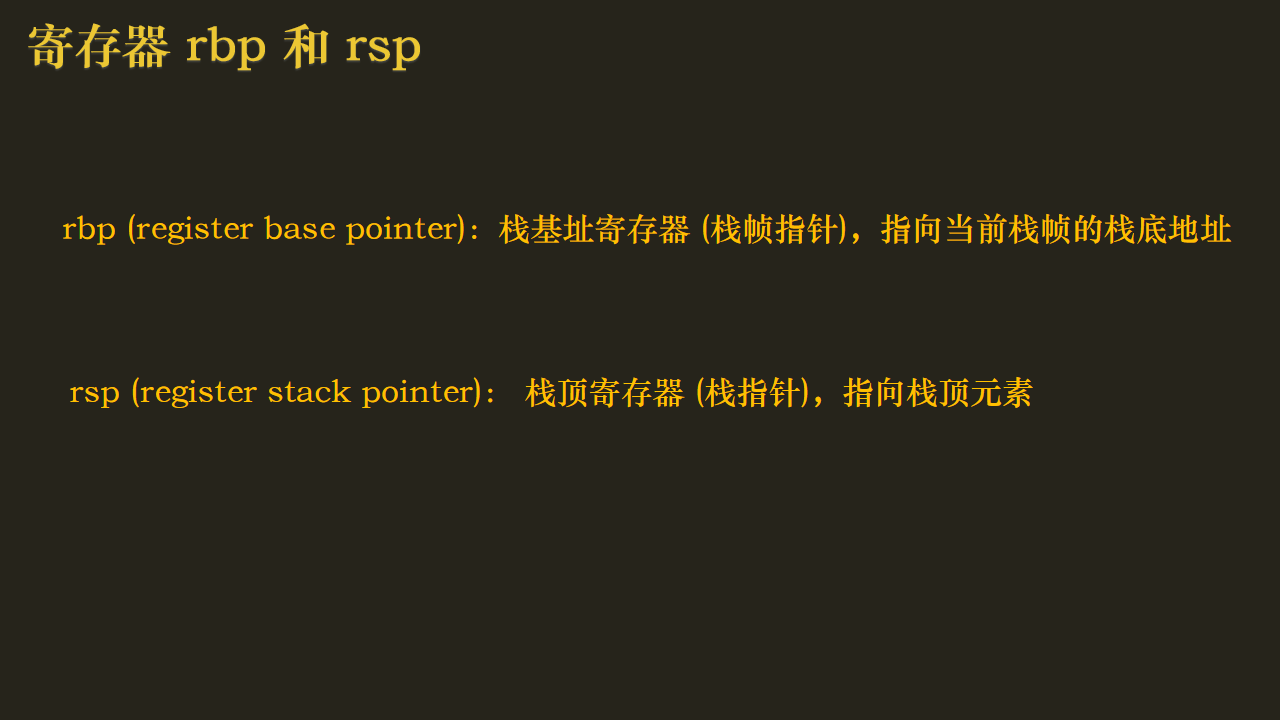 寄存器 rbp 和 rsp
rbp (register base pointer)：栈基址寄存器 (栈帧指针)，指向当前栈帧的栈底地址
rsp (register stack pointer)： 栈顶寄存器 (栈指针)，指向栈顶元素